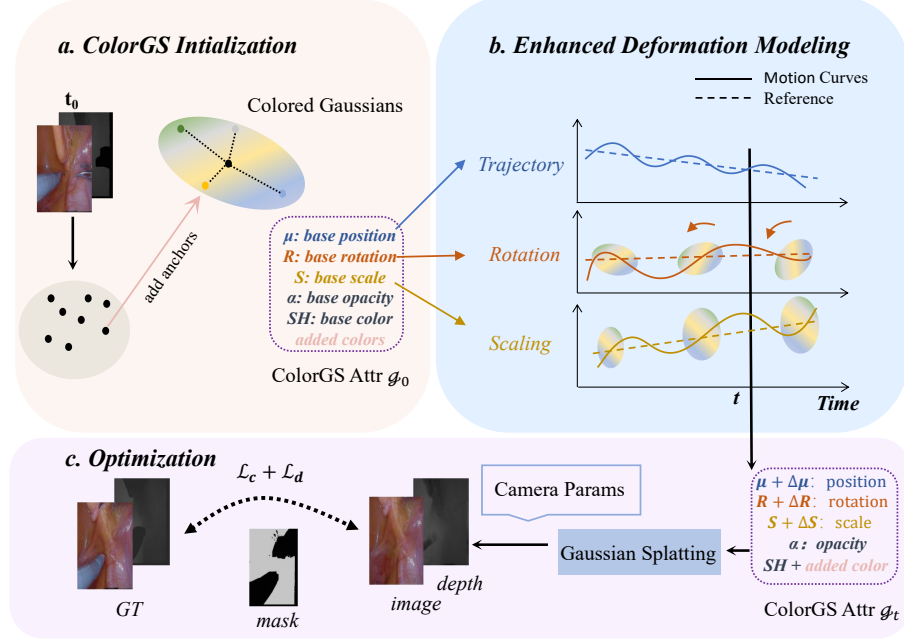 a. ColorGS Intialization
t0
Colored Gaussians
add anchors
μ: base position
R: base rotation
S: base scale
α: base opacity
SH: base color
added colors
ColorGS Attr 𝒢0
b. Enhanced Deformation Modeling
Motion Curves
Reference
Trajectory
Rotation
Scaling
t
Time
c. Optimization
ℒc + ℒd
GT
mask
image
depth
Camera Params
Gaussian Splatting
μ + Δμ: position
R + ΔR: rotation
S + ΔS: scale
α: opacity
SH + added color
ColorGS Attr 𝒢t